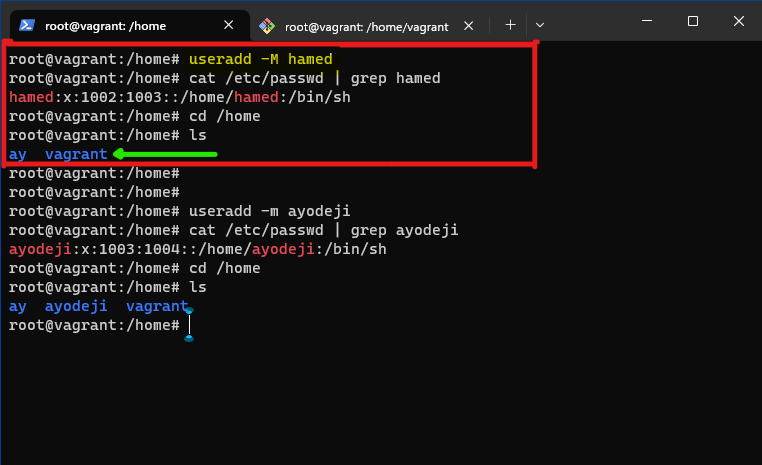 root@vagrant: /home
root@vagrant: /home/vagrant
root@vagrant:/home# useradd -M hamed
root@vagrant:/home# cat /etc/passwd | grep hamed
hamed:x:1002:1003::/home/hamed:/bin/sh
root@vagrant:/home# cd /home
root@vagrant:/home# ls
ay  vagrant
root@vagrant:/home#
root@vagrant:/home#
root@vagrant:/home# useradd -m ayodeji
root@vagrant:/home# cat /etc/passwd | grep ayodeji
ayodeji:x:1003:1004::/home/ayodeji:/bin/sh
root@vagrant:/home# cd /home
root@vagrant:/home# ls
ay  ayodeji  vagrant
root@vagrant:/home#